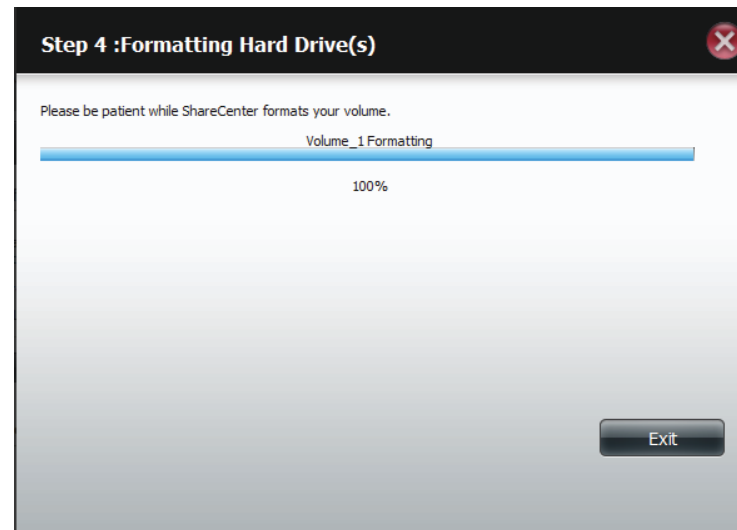 Step 4 :Formatting Hard Drive(s)
Please be patient while ShareCenter formats your volume.
Volume_1 Formatting
100%
Exit